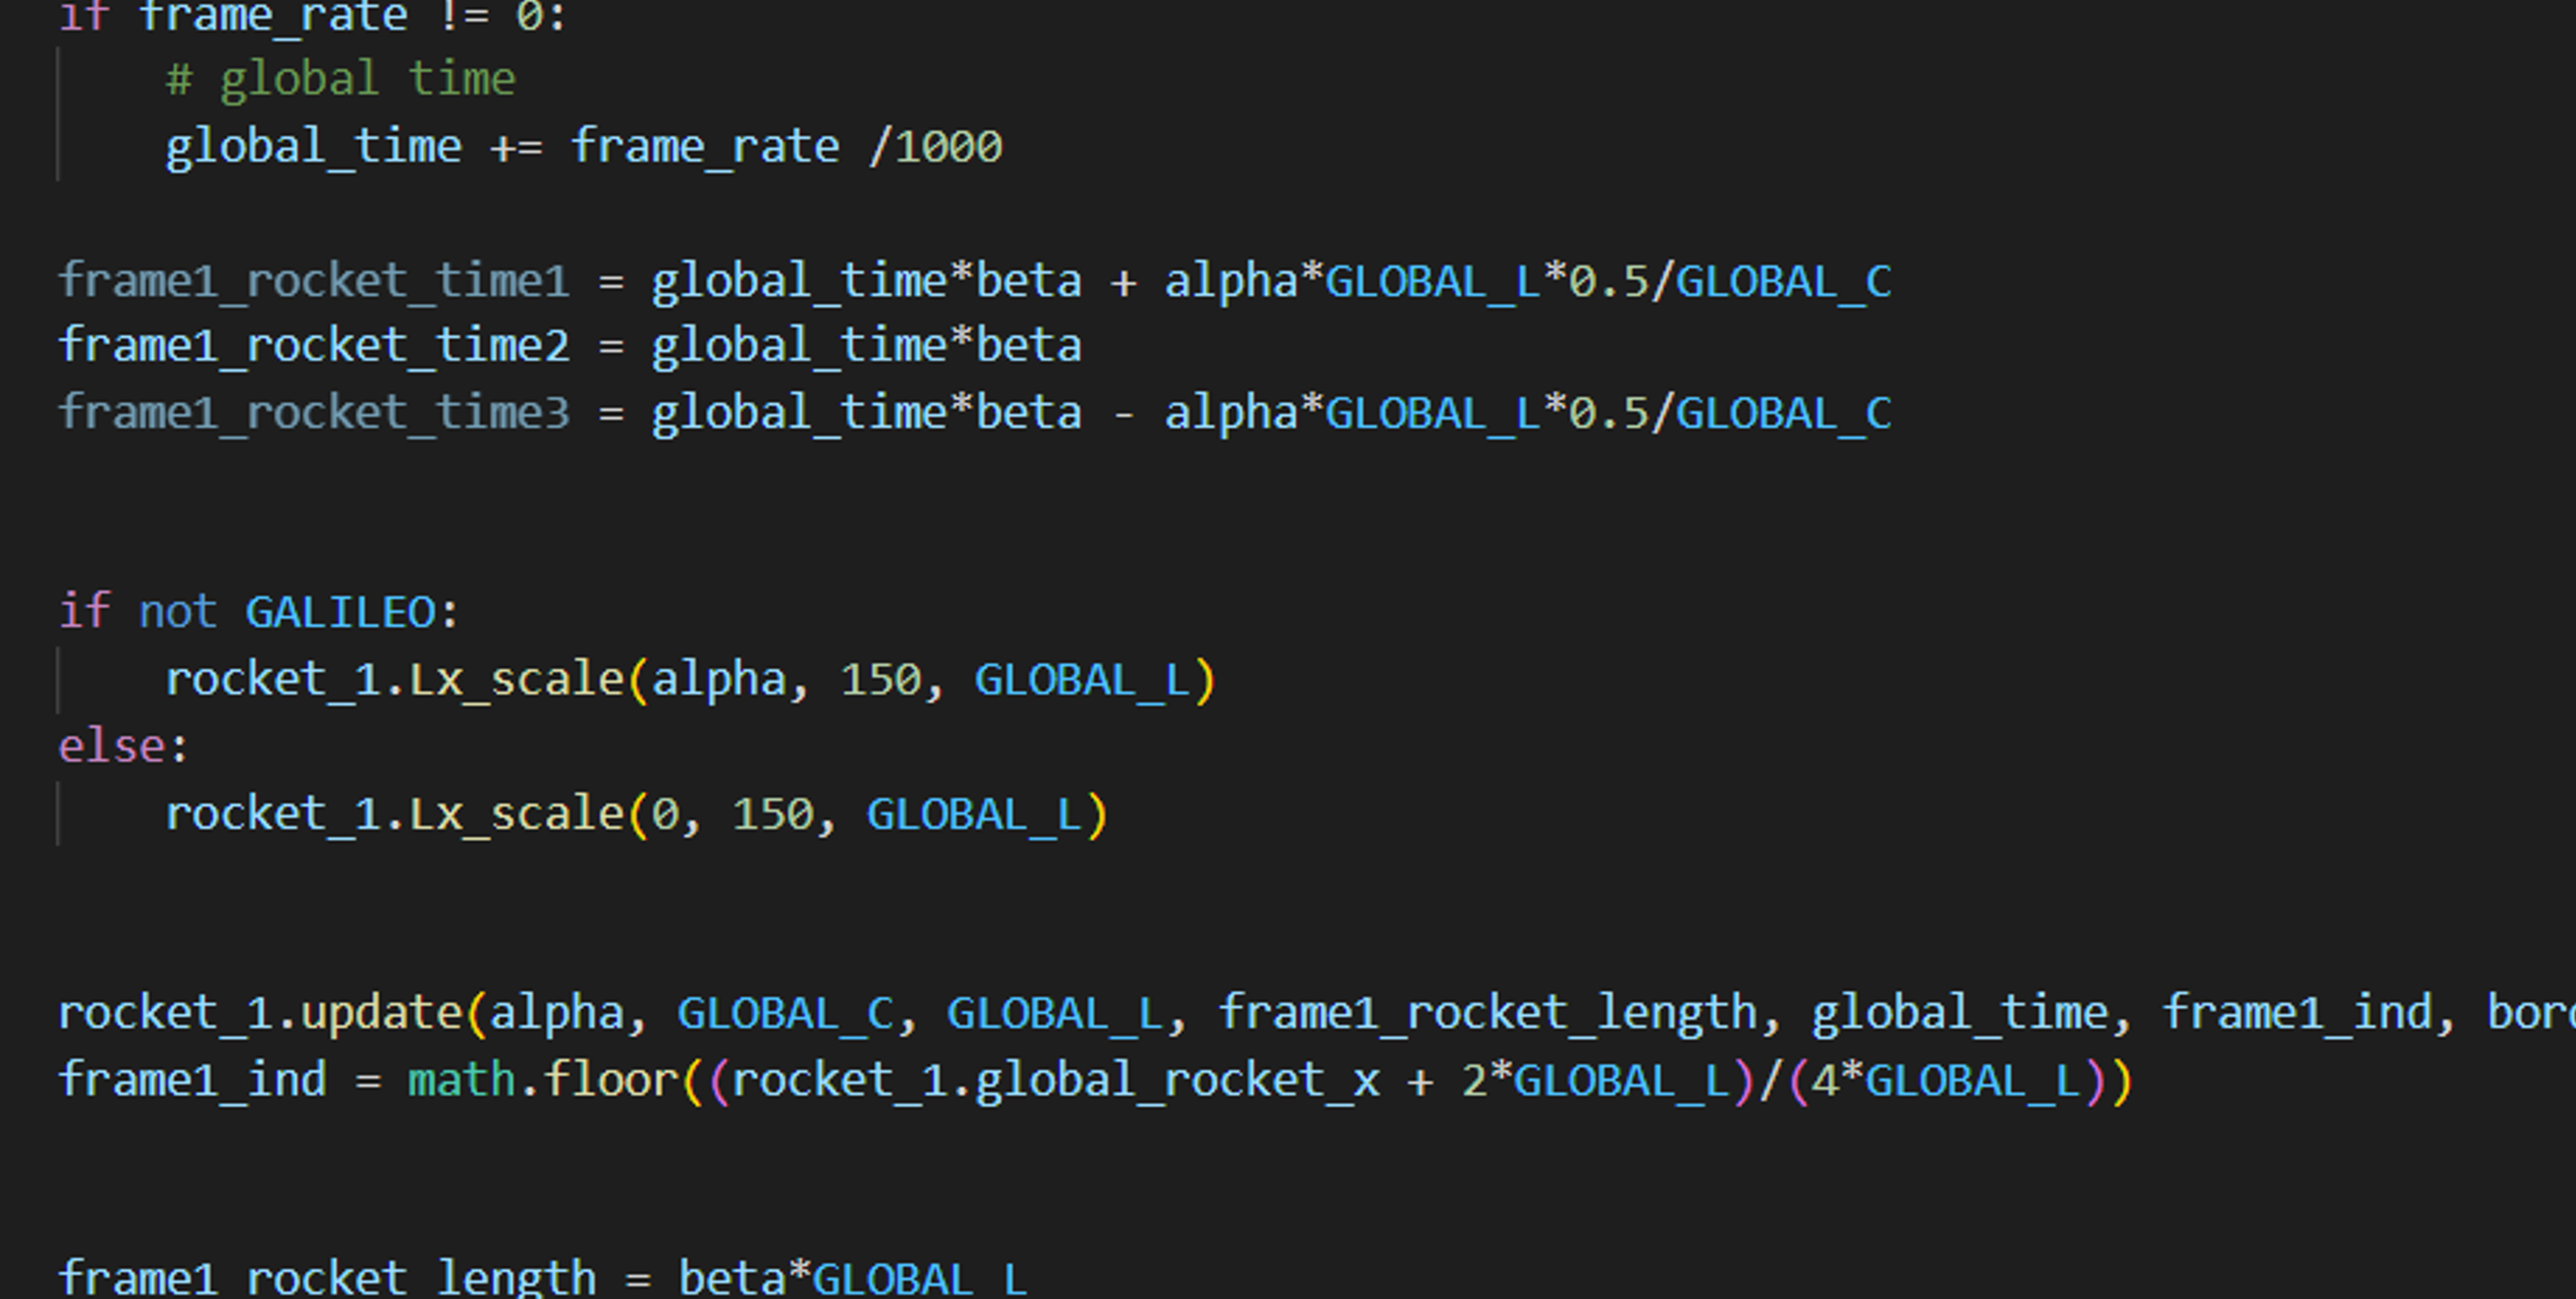 if frame_rate != 0:
# global time
global_time += frame_rate /1000
frame1_rocket_time1 = global_time*beta + alpha*GLOBAL_L*0.5/GLOBAL_C
frame1_rocket_time2 = global_time*beta
frame1_rocket_time3 = global_time*beta - alpha*GLOBAL_L*0.5/GLOBAL_C
if not GALILEO:
rocket_1.Lx_scale(alpha, 150, GLOBAL_L)
else:
rocket_1.Lx_scale(0, 150, GLOBAL_L)
rocket_1.update(alpha, GLOBAL_C, GLOBAL_L, frame1_rocket_length, global_time, frame1_ind,
frame1_ind = math.floor((rocket_1.global_rocket_x + 2*GLOBAL_L)/(4*GLOBAL_L))
frame1_rocket_length = beta*GLOBAL_L